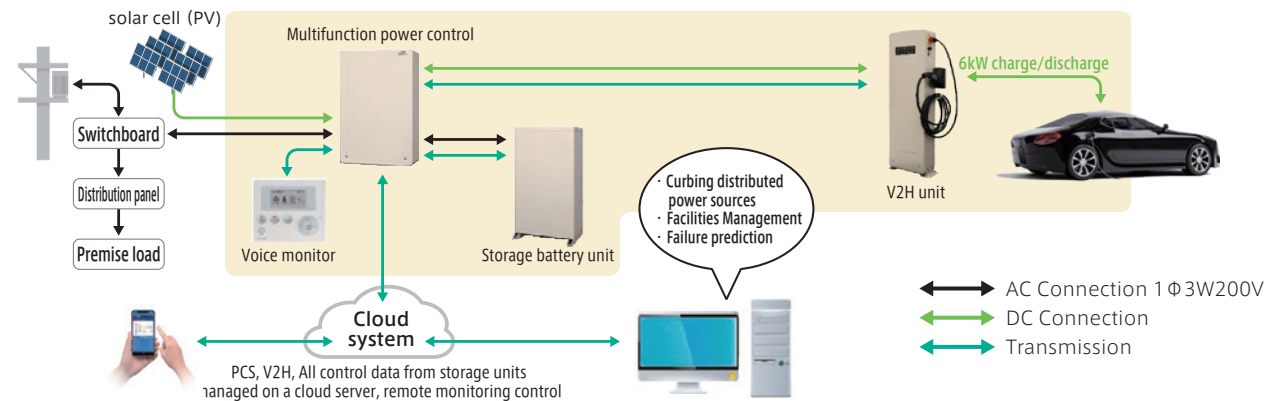 solar cell (PV)
Multifunction power control
6kW charge/discharge
Switchboard
Distribution panel
Premise load
Voice monitor
Storage battery unit
V2H unit
· Curbing distributed
power sources
· Facilities Management
· Failure prediction
Cloud
system
PCS, V2H, All control data from storage units
managed on a cloud server, remote monitoring control
AC Connection 1Φ3W200V
DC Connection
Transmission